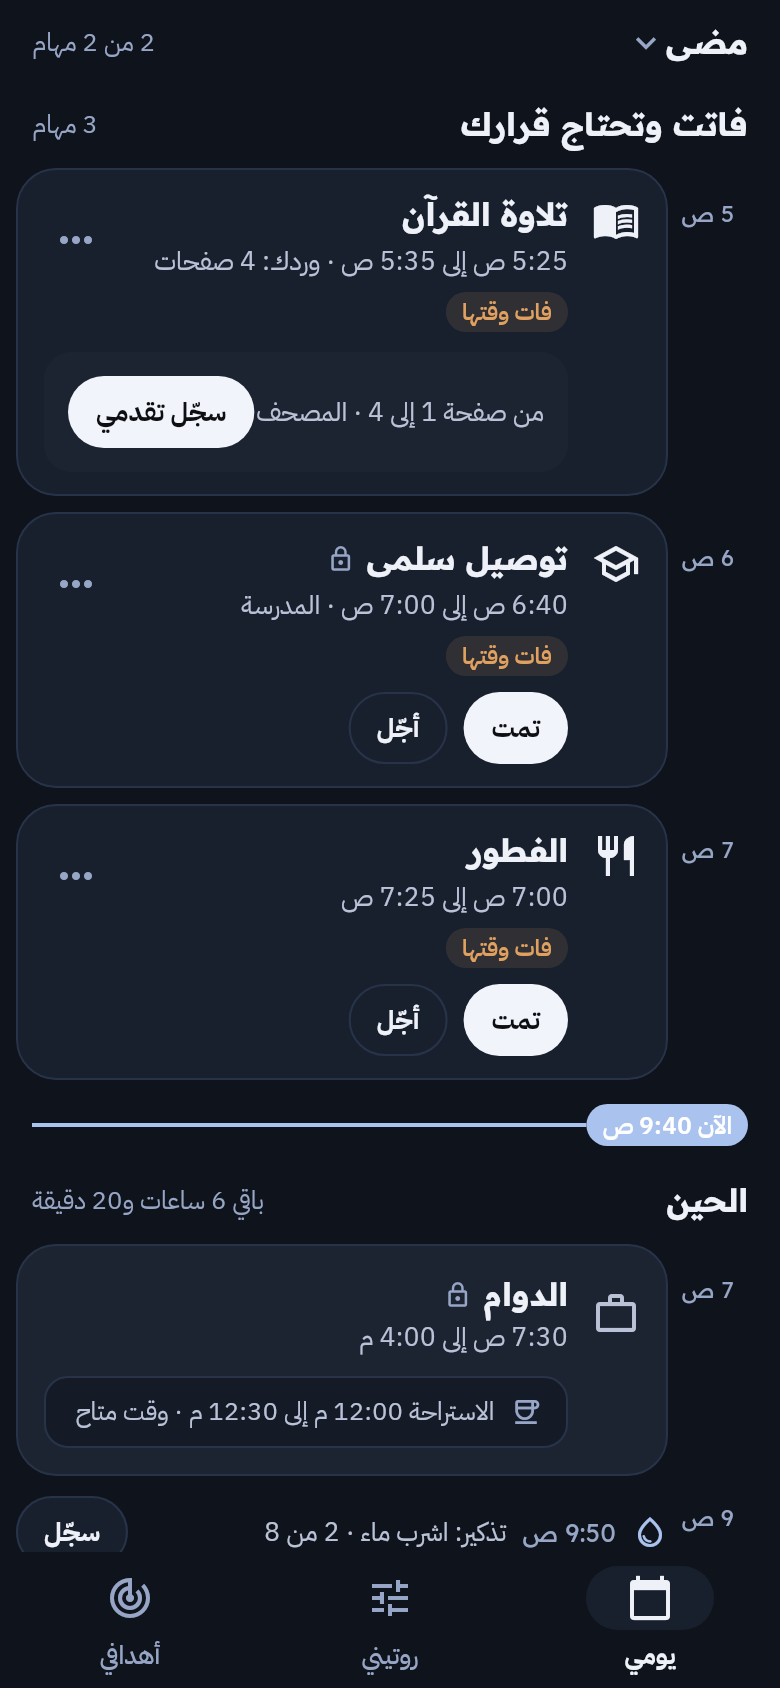 مضى
2 من 2 مهام
فاتت وتحتاج قرارك
3 مهام
5 ص
تلاوة القرآن
5:25 ص إلى 5:35 ص · وردك: 4 صفحات
فات وقتها
من صفحة 1 إلى 4 · المصحف
سجّل تقدمي
6 ص
توصيل سلمى
6:40 ص إلى 7:00 ص · المدرسة
فات وقتها
تمت
أجّل
7 ص
الفطور
7:00 ص إلى 7:25 ص
فات وقتها
تمت
أجّل
الآن 9:40 ص
الحين
باقي 6 ساعات و20 دقيقة
7 ص
الدوام
7:30 ص إلى 4:00 م
الاستراحة 12:00 م إلى 12:30 م · وقت متاح
9 ص
9:50 ص تذكير: اشرب ماء · 2 من 8
سجّل
يومي
روتيني
أهدافي